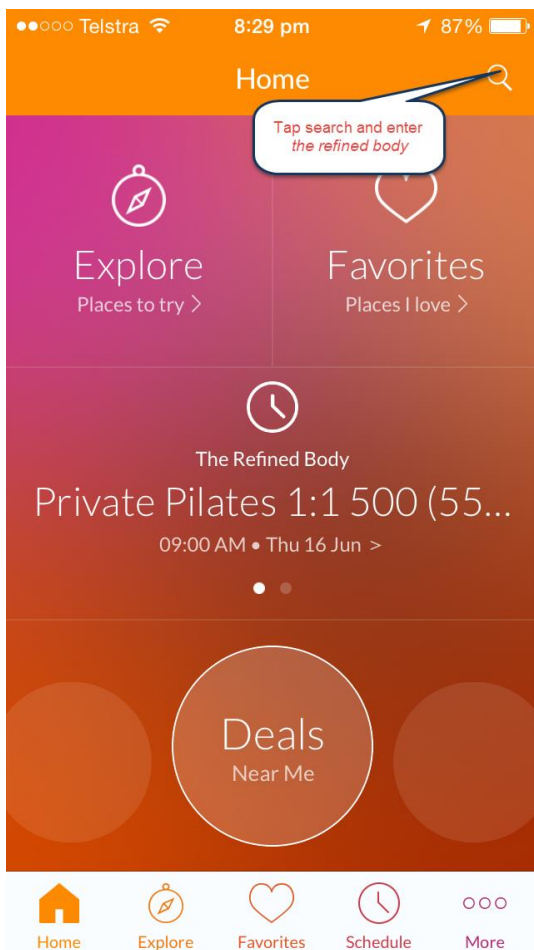 Telstra 8:29 pm 87%
Home
Tap search and enter
the refined body
Explore
Places to try >
Favorites
Places I love >
The Refined Body
Private Pilates 1:1 500 (55...
09:00 AM • Thu 16 Jun >
Deals
Near Me
Home Explore Favorites Schedule More